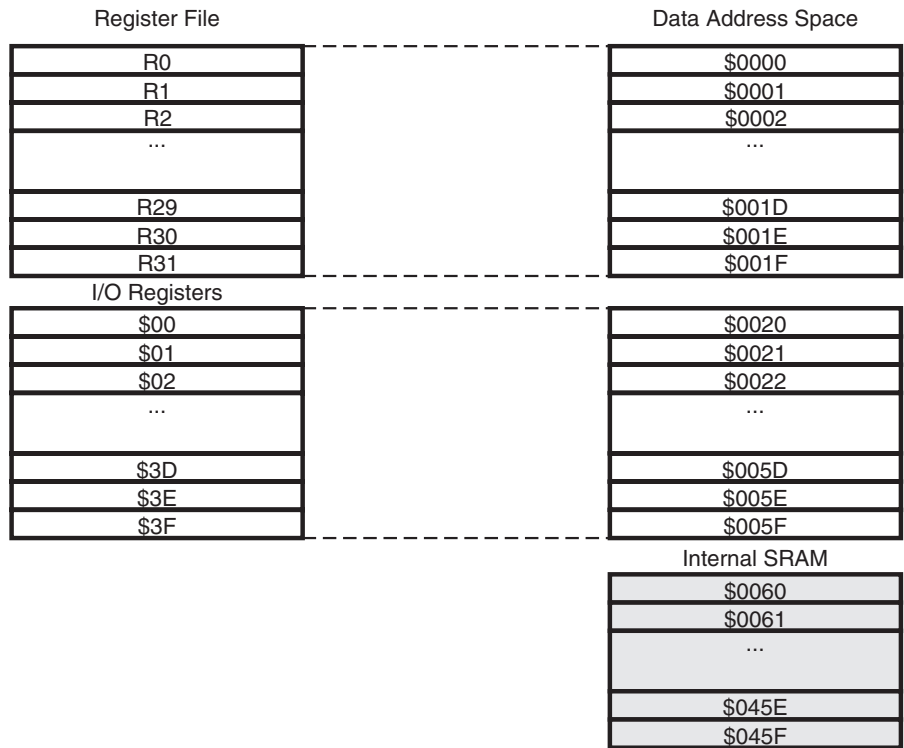 Register File
R0
R1
R2
...
R29
R30
R31
I/O Registers
$00
$01
$02
...
$3D
$3E
$3F
Data Address Space
$0000
$0001
$0002
...
$001D
$001E
$001F
$0020
$0021
$0022
...
$005D
$005E
$005F
Internal SRAM
$0060
$0061
...
$045E
$045F